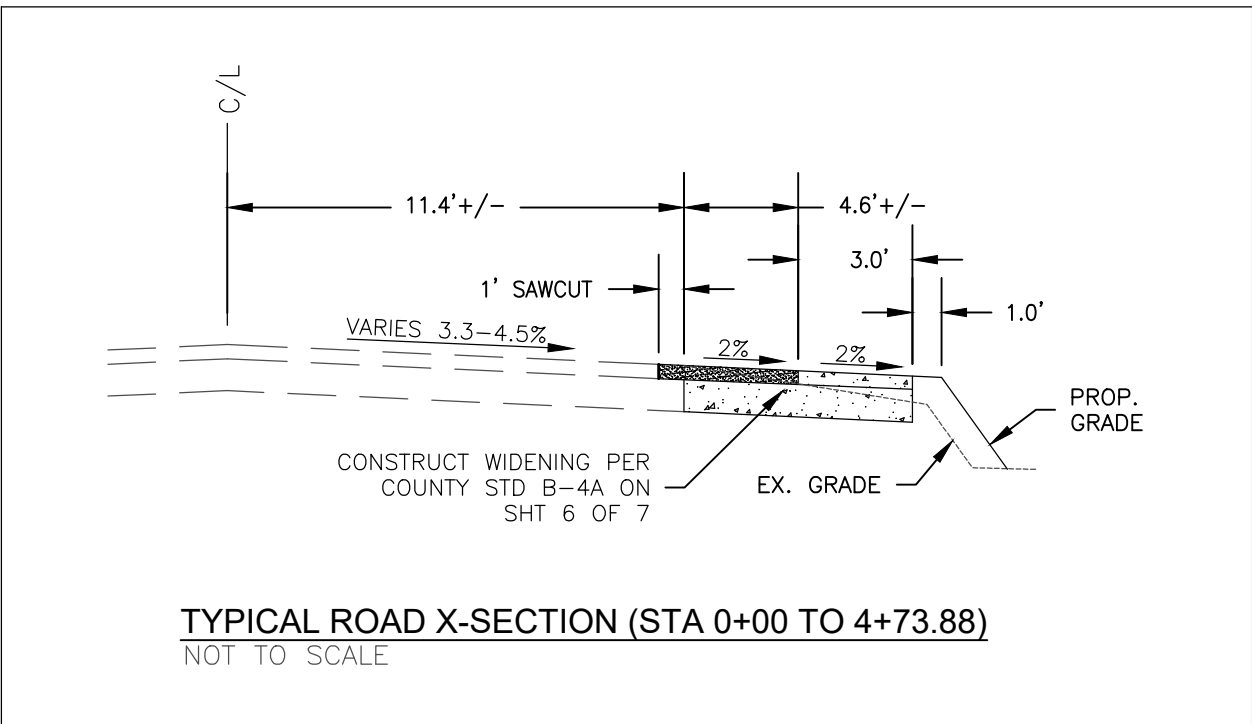 C/L
11.4'+/-
4.6'+/-
3.0'
1' SAWCUT
1.0'
VARIES 3.3-4.5%
2%
2%
PROP.
GRADE
CONSTRUCT WIDENING PER
COUNTY STD B-4A ON
SHT 6 OF 7
EX. GRADE
TYPICAL ROAD X-SECTION (STA 0+00 TO 4+73.88)
NOT TO SCALE